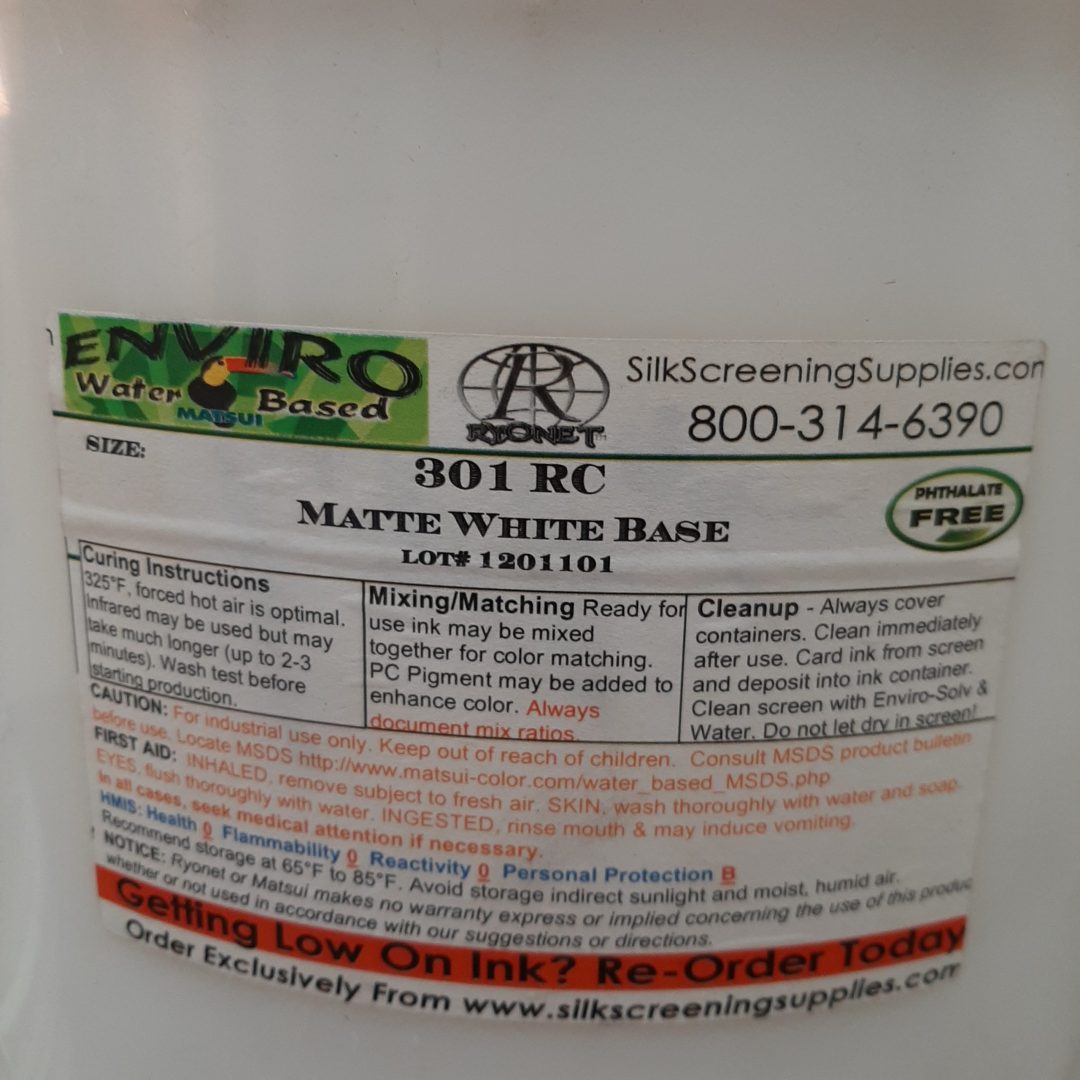 ENVIRO
Water Based
MATSUI
R
RYONET
SilkScreeningSupplies.com
800-314-6390
SIZE:
301 RC
MATTE WHITE BASE
LOT# 1201101
PHTHALATE
FREE
Curing Instructions
325°F, forced hot air is optimal.
Infrared may be used but may
take much longer (up to 2-3
minutes). Wash test before
starting production.
Mixing/Matching Ready for
use ink may be mixed
together for color matching.
PC Pigment may be added to
enhance color. Always
document mix ratios.
Cleanup - Always cover
containers. Clean immediately
after use. Card ink from screen
and deposit into ink container.
Clean screen with Enviro-Solv &
Water. Do not let dry in screen!
CAUTION: For industrial use only. Keep out of reach of children. Consult MSDS product bulletin
before use. Locate MSDS http://www.matsui-color.com/water_based_MSDS.php
FIRST AID: INHALED, remove subject to fresh air. SKIN, wash thoroughly with water and soap.
EYES, flush thoroughly with water. INGESTED, rinse mouth & may induce vomiting.
In all cases, seek medical attention if necessary.
HMIS: Health 0 Flammability 0 Reactivity 0 Personal Protection B
Recommend storage at 65°F to 85°F. Avoid storage indirect sunlight and moist, humid air.
NOTICE: Ryonet or Matsui makes no warranty express or implied concerning the use of this produc
whether or not used in accordance with our suggestions or directions.
Getting Low On Ink? Re-Order Today
Order Exclusively From www.silkscreeningsupplies.com